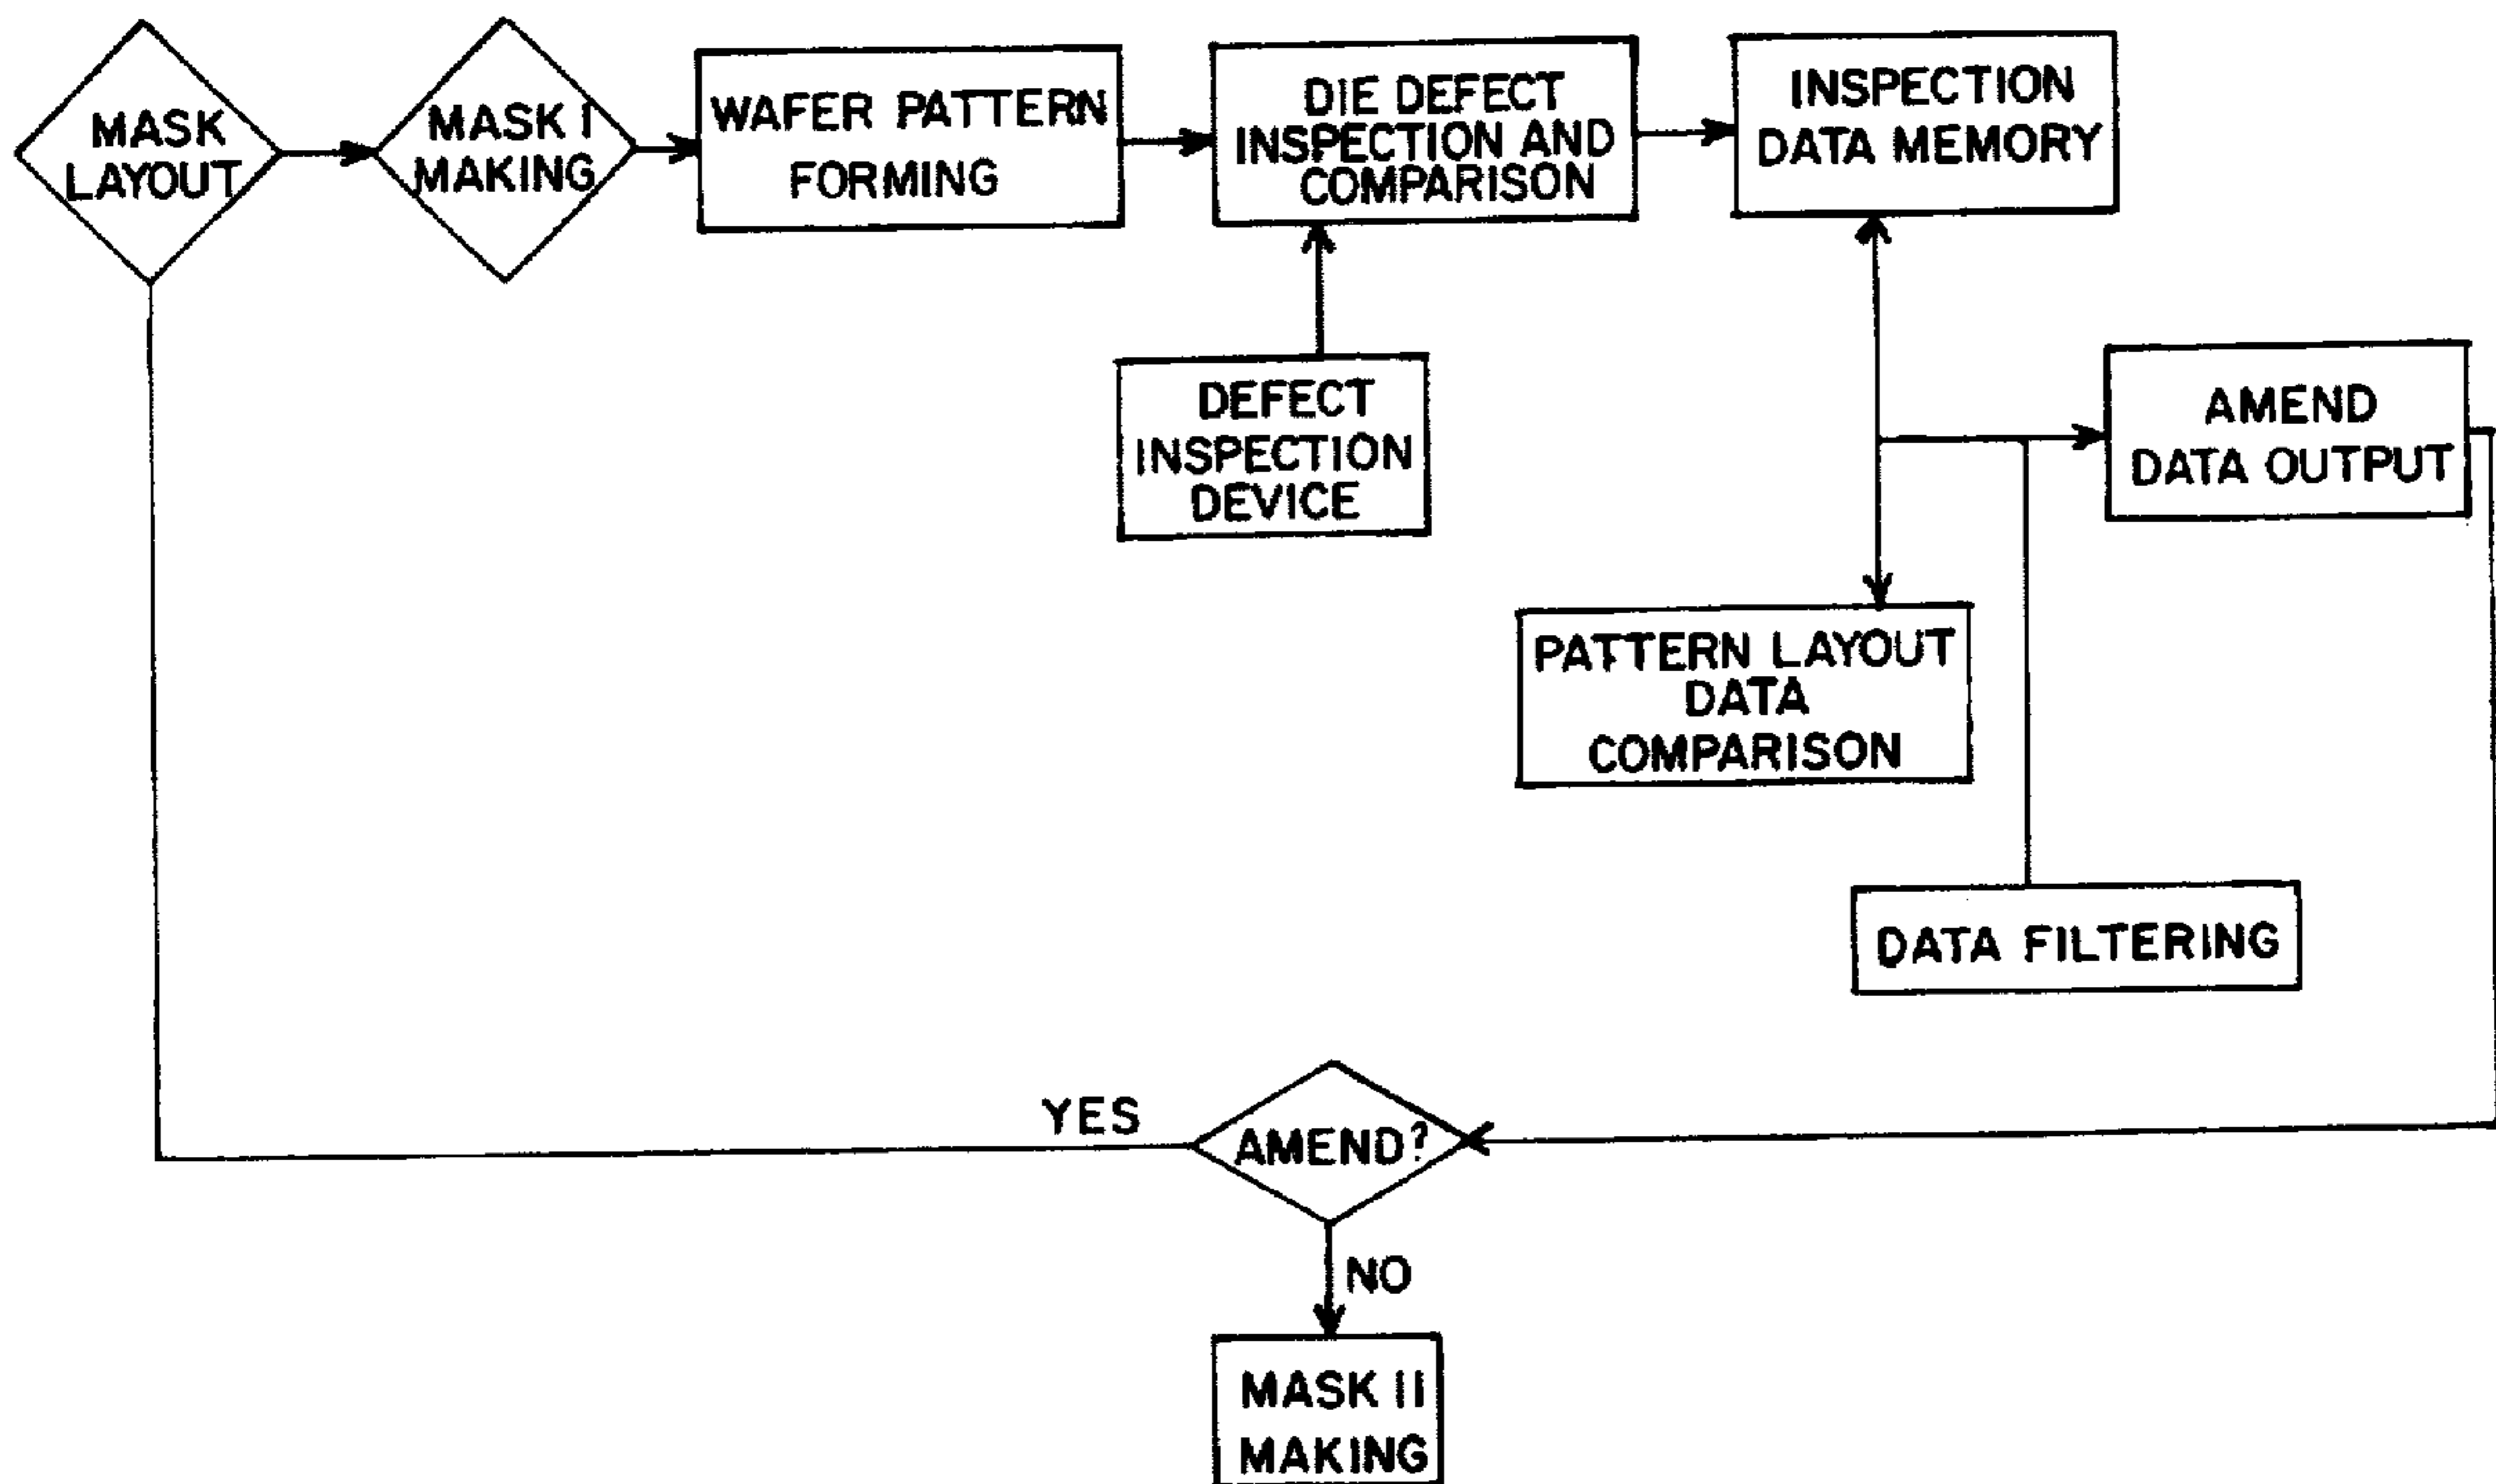 MASK
LAYOUT
MASK I
MAKING
WAFER PATTERN
FORMING
DIE DEFECT
INSPECTION AND
COMPARISON
INSPECTION
DATA MEMORY
DEFECT
INSPECTION
DEVICE
AMEND
DATA OUTPUT
PATTERN LAYOUT
DATA
COMPARISON
DATA FILTERING
YES
AMEND?
NO
MASK II
MAKING